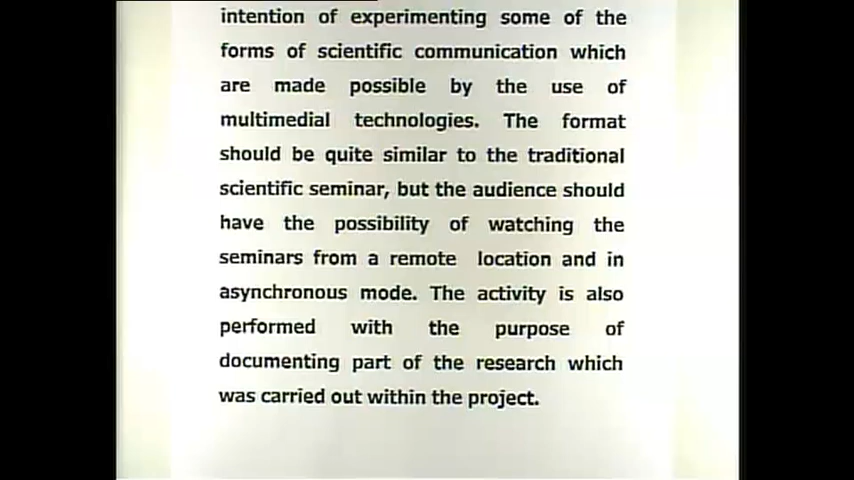 intention of experimenting some of the
forms of scientific communication which
are made possible by the use of
multimedial technologies. The format
should be quite similar to the traditional
scientific seminar, but the audience should
have the possibility of watching the
seminars from a remote location and in
asynchronous mode. The activity is also
performed with the purpose of
documenting part of the research which
was carried out within the project.